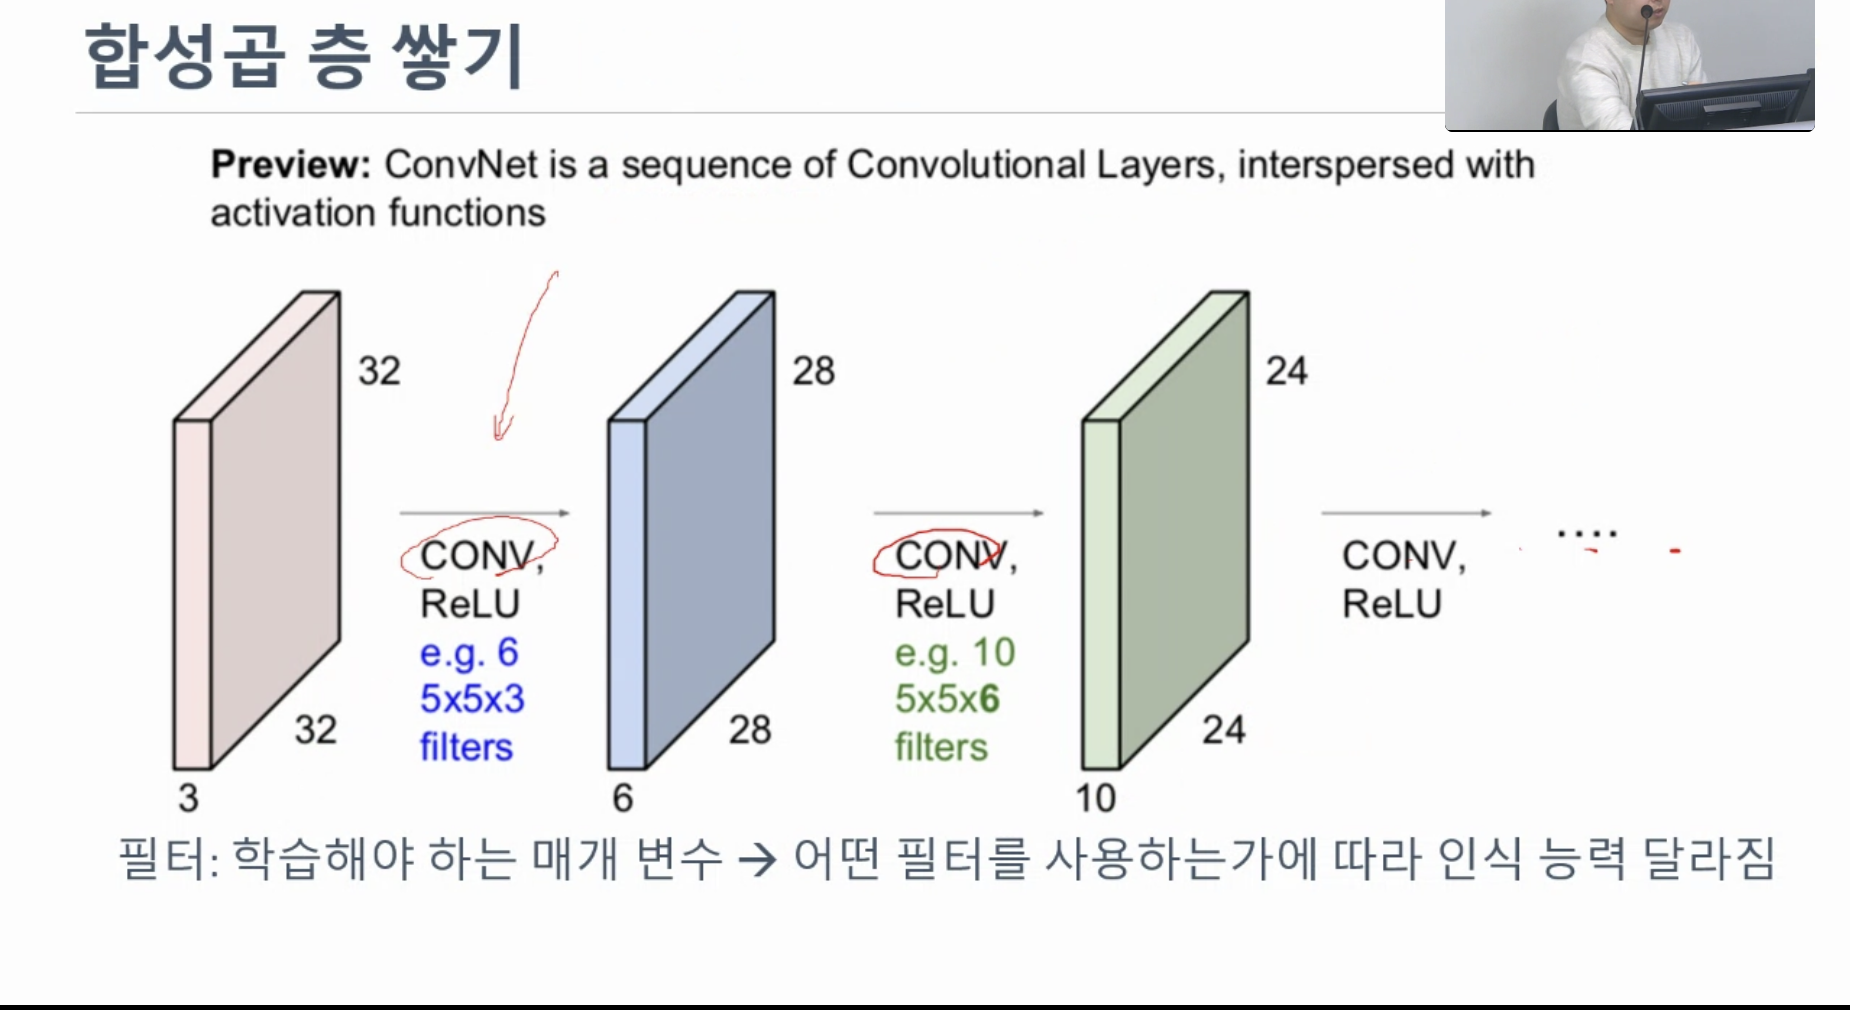 합성곱 층 쌓기
Preview: ConvNet is a sequence of Convolutional Layers, interspersed with
activation functions
32
32
3
CONV,
ReLU
e.g. 6
5x5x3
filters
28
28
6
CONV,
ReLU
e.g. 10
5x5x6
filters
24
24
10
CONV,
ReLU
....
필터: 학습해야 하는 매개 변수 → 어떤 필터를 사용하는가에 따라 인식 능력 달라짐